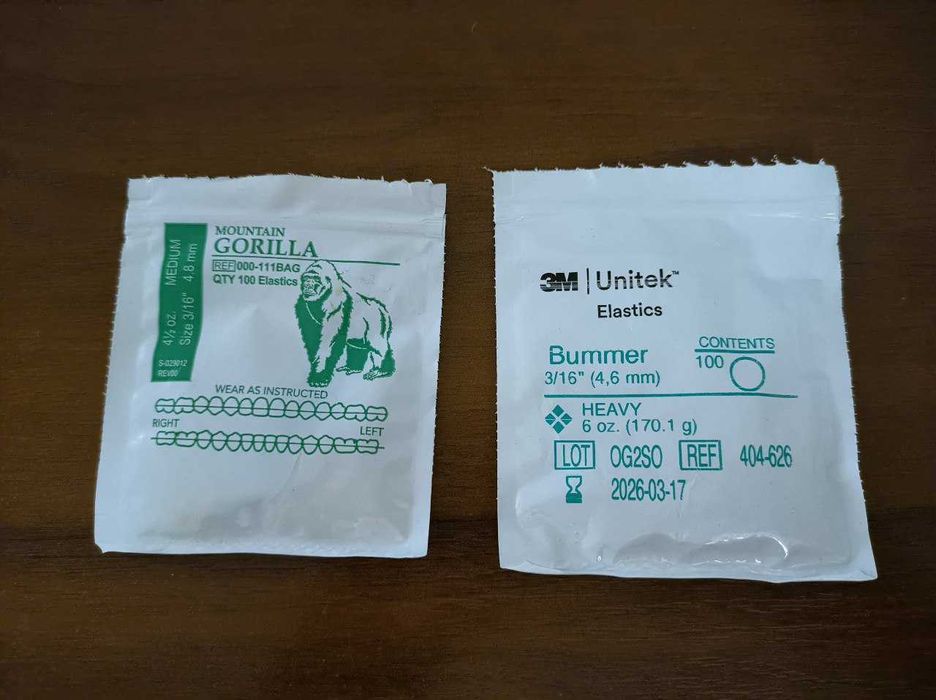 MOUNTAIN
GORILLA
REF 000-111BAG
QTY 100 Elastics
4½ oz. MEDIUM
Size 3/16" 4.8 mm
S-029012
REV00
WEAR AS INSTRUCTED
RIGHT
LEFT
3M | Unitek™
Elastics
Bummer
3/16" (4,6 mm)
CONTENTS
100
HEAVY
6 oz. (170.1 g)
LOT OG2SO REF 404-626
2026-03-17